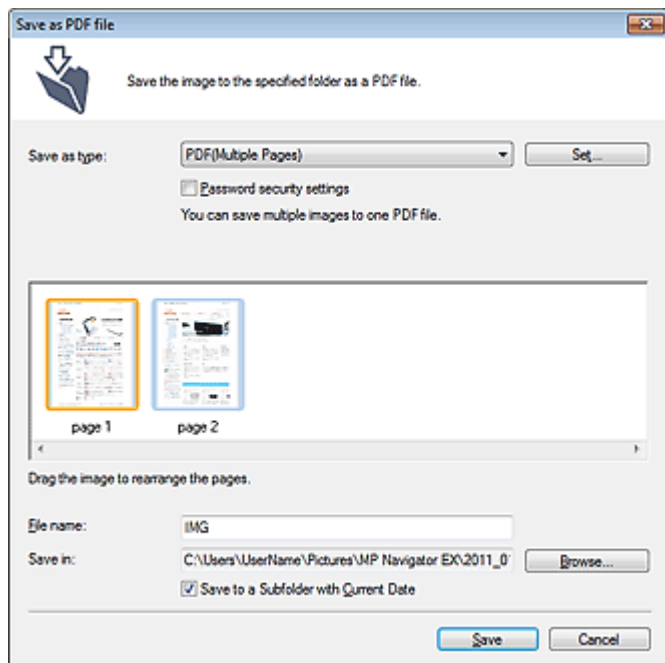 Save as PDF file
Save the image to the specified folder as a PDF file.
Save as type: PDF(Multiple Pages) Set...
Password security settings
You can save multiple images to one PDF file.
page 1 page 2
Drag the image to rearrange the pages.
File name: IMG
Save in: C:\Users\UserName\Pictures\MP Navigator EX\2011_0 Browse...
Save to a Subfolder with Current Date
Save Cancel